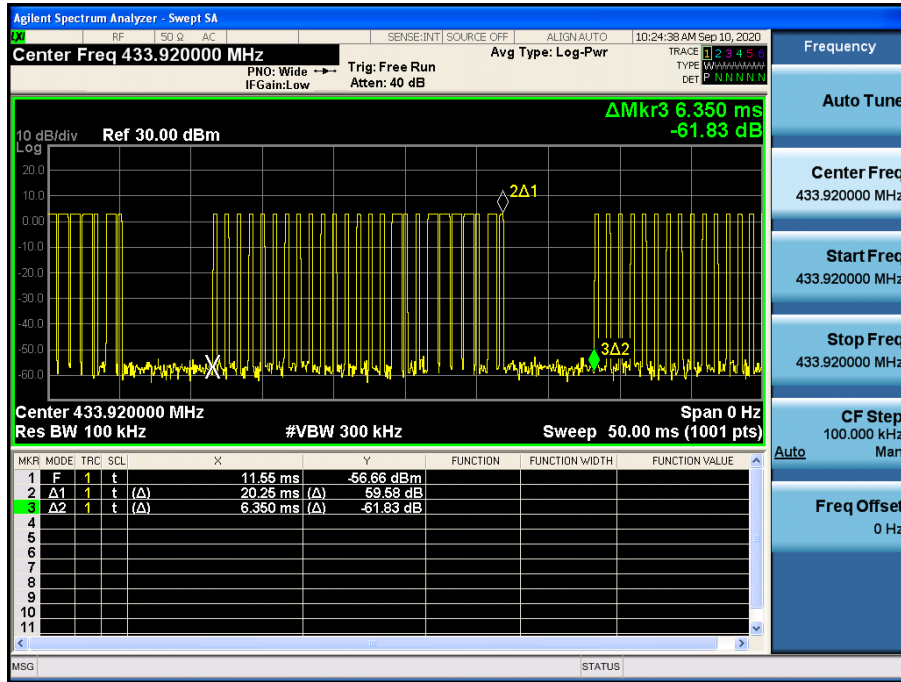 Agilent Spectrum Analyzer - Swept SA
LXI RF 50 Ω AC SENSE:INT SOURCE OFF ALIGN AUTO 10:24:38 AM Sep 10, 2020
Center Freq 433.920000 MHz
PNO: Wide
IFGain:Low
Trig: Free Run
Atten: 40 dB
Avg Type: Log-Pwr
TRACE 1 2 3 4 5 6
TYPE WWWWWW
DET P N N N N N
ΔMkr3 6.350 ms
-61.83 dB
10 dB/div Ref 30.00 dBm
Log
20.0
10.0
0.00
-10.0
-20.0
-30.0
-40.0
-50.0
-60.0
2Δ1
3Δ2
X
Center 433.920000 MHz Span 0 Hz
Res BW 100 kHz #VBW 300 kHz Sweep 50.00 ms (1001 pts)
MKR MODE TRC SCL X Y FUNCTION FUNCTION WIDTH FUNCTION VALUE
1 F 1 t 11.55 ms -56.66 dBm
2 Δ1 1 t (Δ) 20.25 ms (Δ) 59.58 dB
3 Δ2 1 t (Δ) 6.350 ms (Δ) -61.83 dB
4
5
6
7
8
9
10
11
MSG STATUS
Frequency
Auto Tune
Center Freq
433.920000 MHz
Start Freq
433.920000 MHz
Stop Freq
433.920000 MHz
CF Step
100.000 kHz
Auto Man
Freq Offset
0 Hz